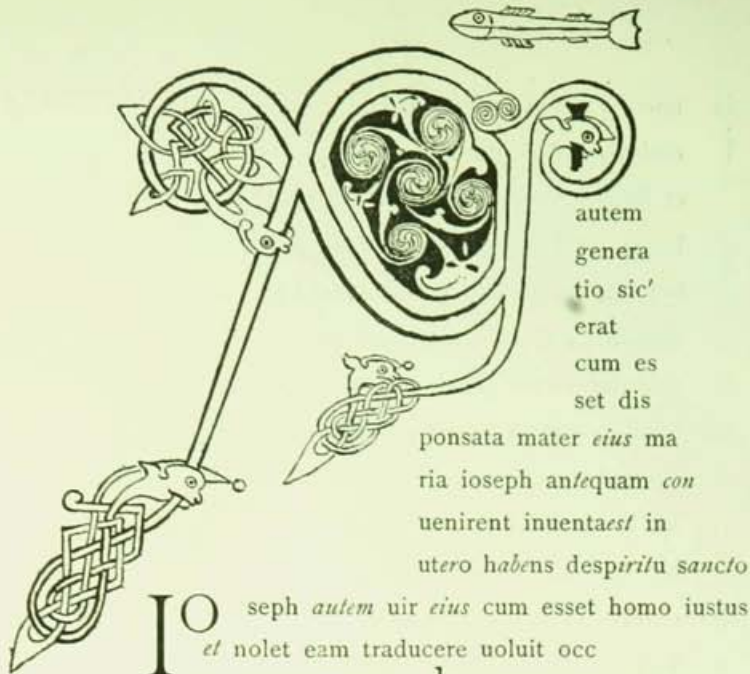 autem
genera
tio sic'
erat
cum es
set dis
ponsata mater eius ma
ria ioseph antequam con
uenirent inuentaest in
utero habens despiritu sancto
IO seph autem uir eius cum esset homo iustus
et nolet eam traducere uoluit occ